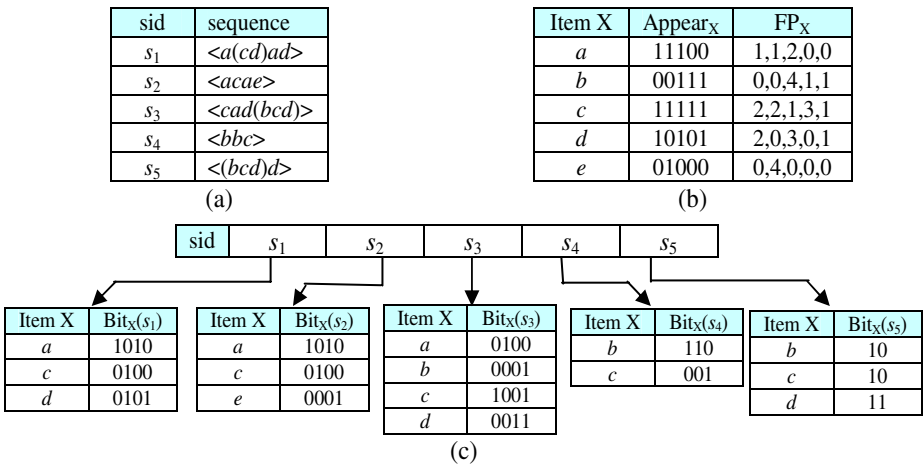 sid sequence
s1 <a(cd)ad>
s2 <acae>
s3 <cad(bcd)>
s4 <bbc>
s5 <(bcd)d>
(a)
Item X AppearX FPX
a 11100 1,1,2,0,0
b 00111 0,0,4,1,1
c 11111 2,2,1,3,1
d 10101 2,0,3,0,1
e 01000 0,4,0,0,0
(b)
sid s1 s2 s3 s4 s5
Item X BitX(s1)
a 1010
c 0100
d 0101
Item X BitX(s2)
a 1010
c 0100
e 0001
Item X BitX(s3)
a 0100
b 0001
c 1001
d 0011
Item X BitX(s4)
b 110
c 001
Item X BitX(s5)
b 10
c 10
d 11
(c)